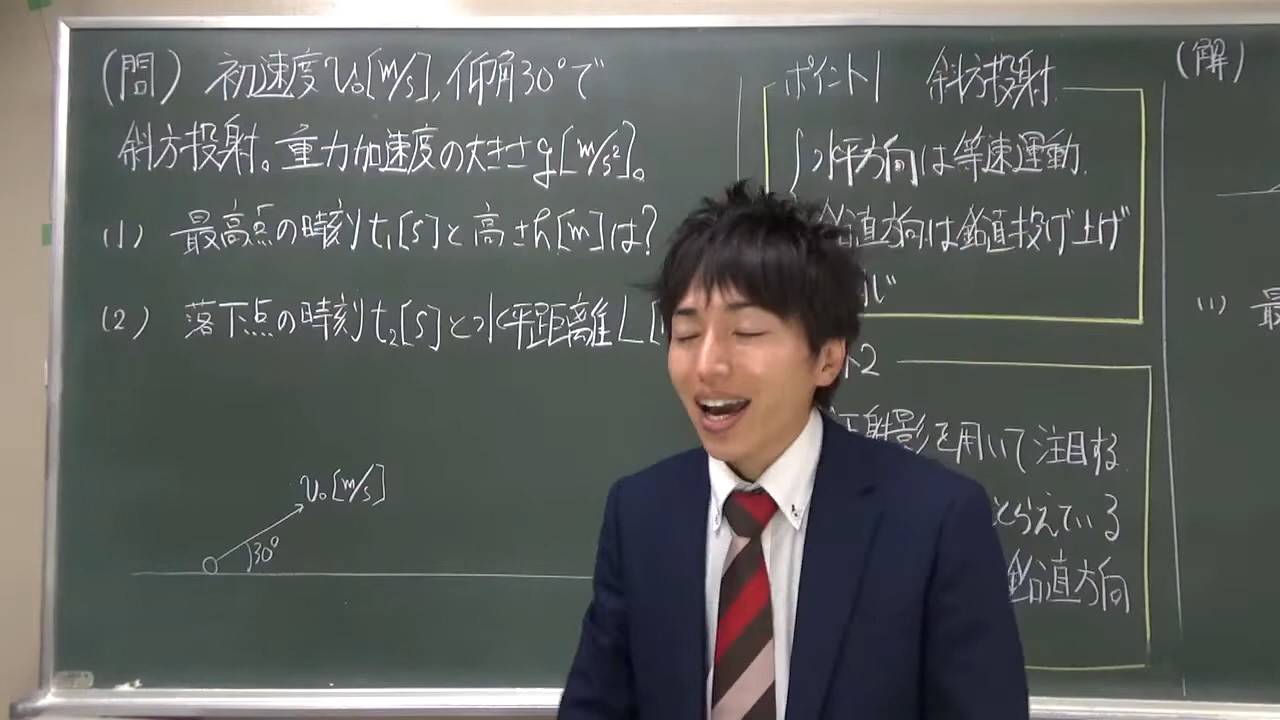 (問) 初速度v₀[m/s],仰角30°で
斜方投射。重力加速度の大きさg[m/s²]。
(1) 最高点の時刻t₁[s]と高さh[m]は?
(2) 落下点の時刻t₂[s]と水平距離L[
v₀[m/s]
30°
ポイント1 斜方投射
水平方向は等速運動.
鉛直方向は鉛直投げ上げ
ト2
正射影を用いて注目する
とらえている
鉛直方向
(解)
(1) 最